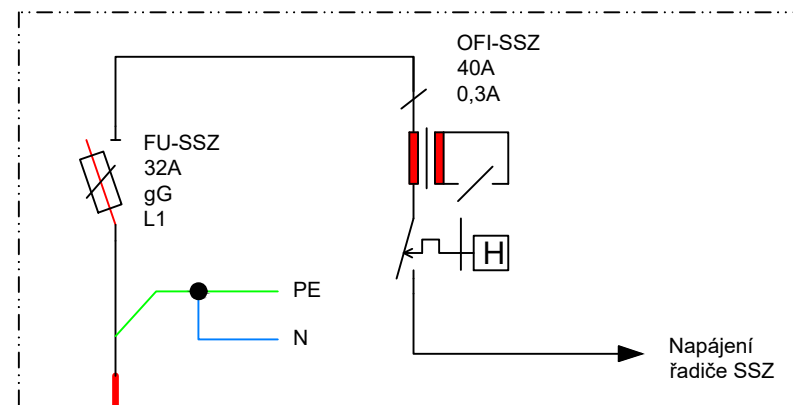 OFI-SSZ
40A
0,3A
FU-SSZ
32A
gG
L1
H
PE
N
Napájení
řadiče SSZ